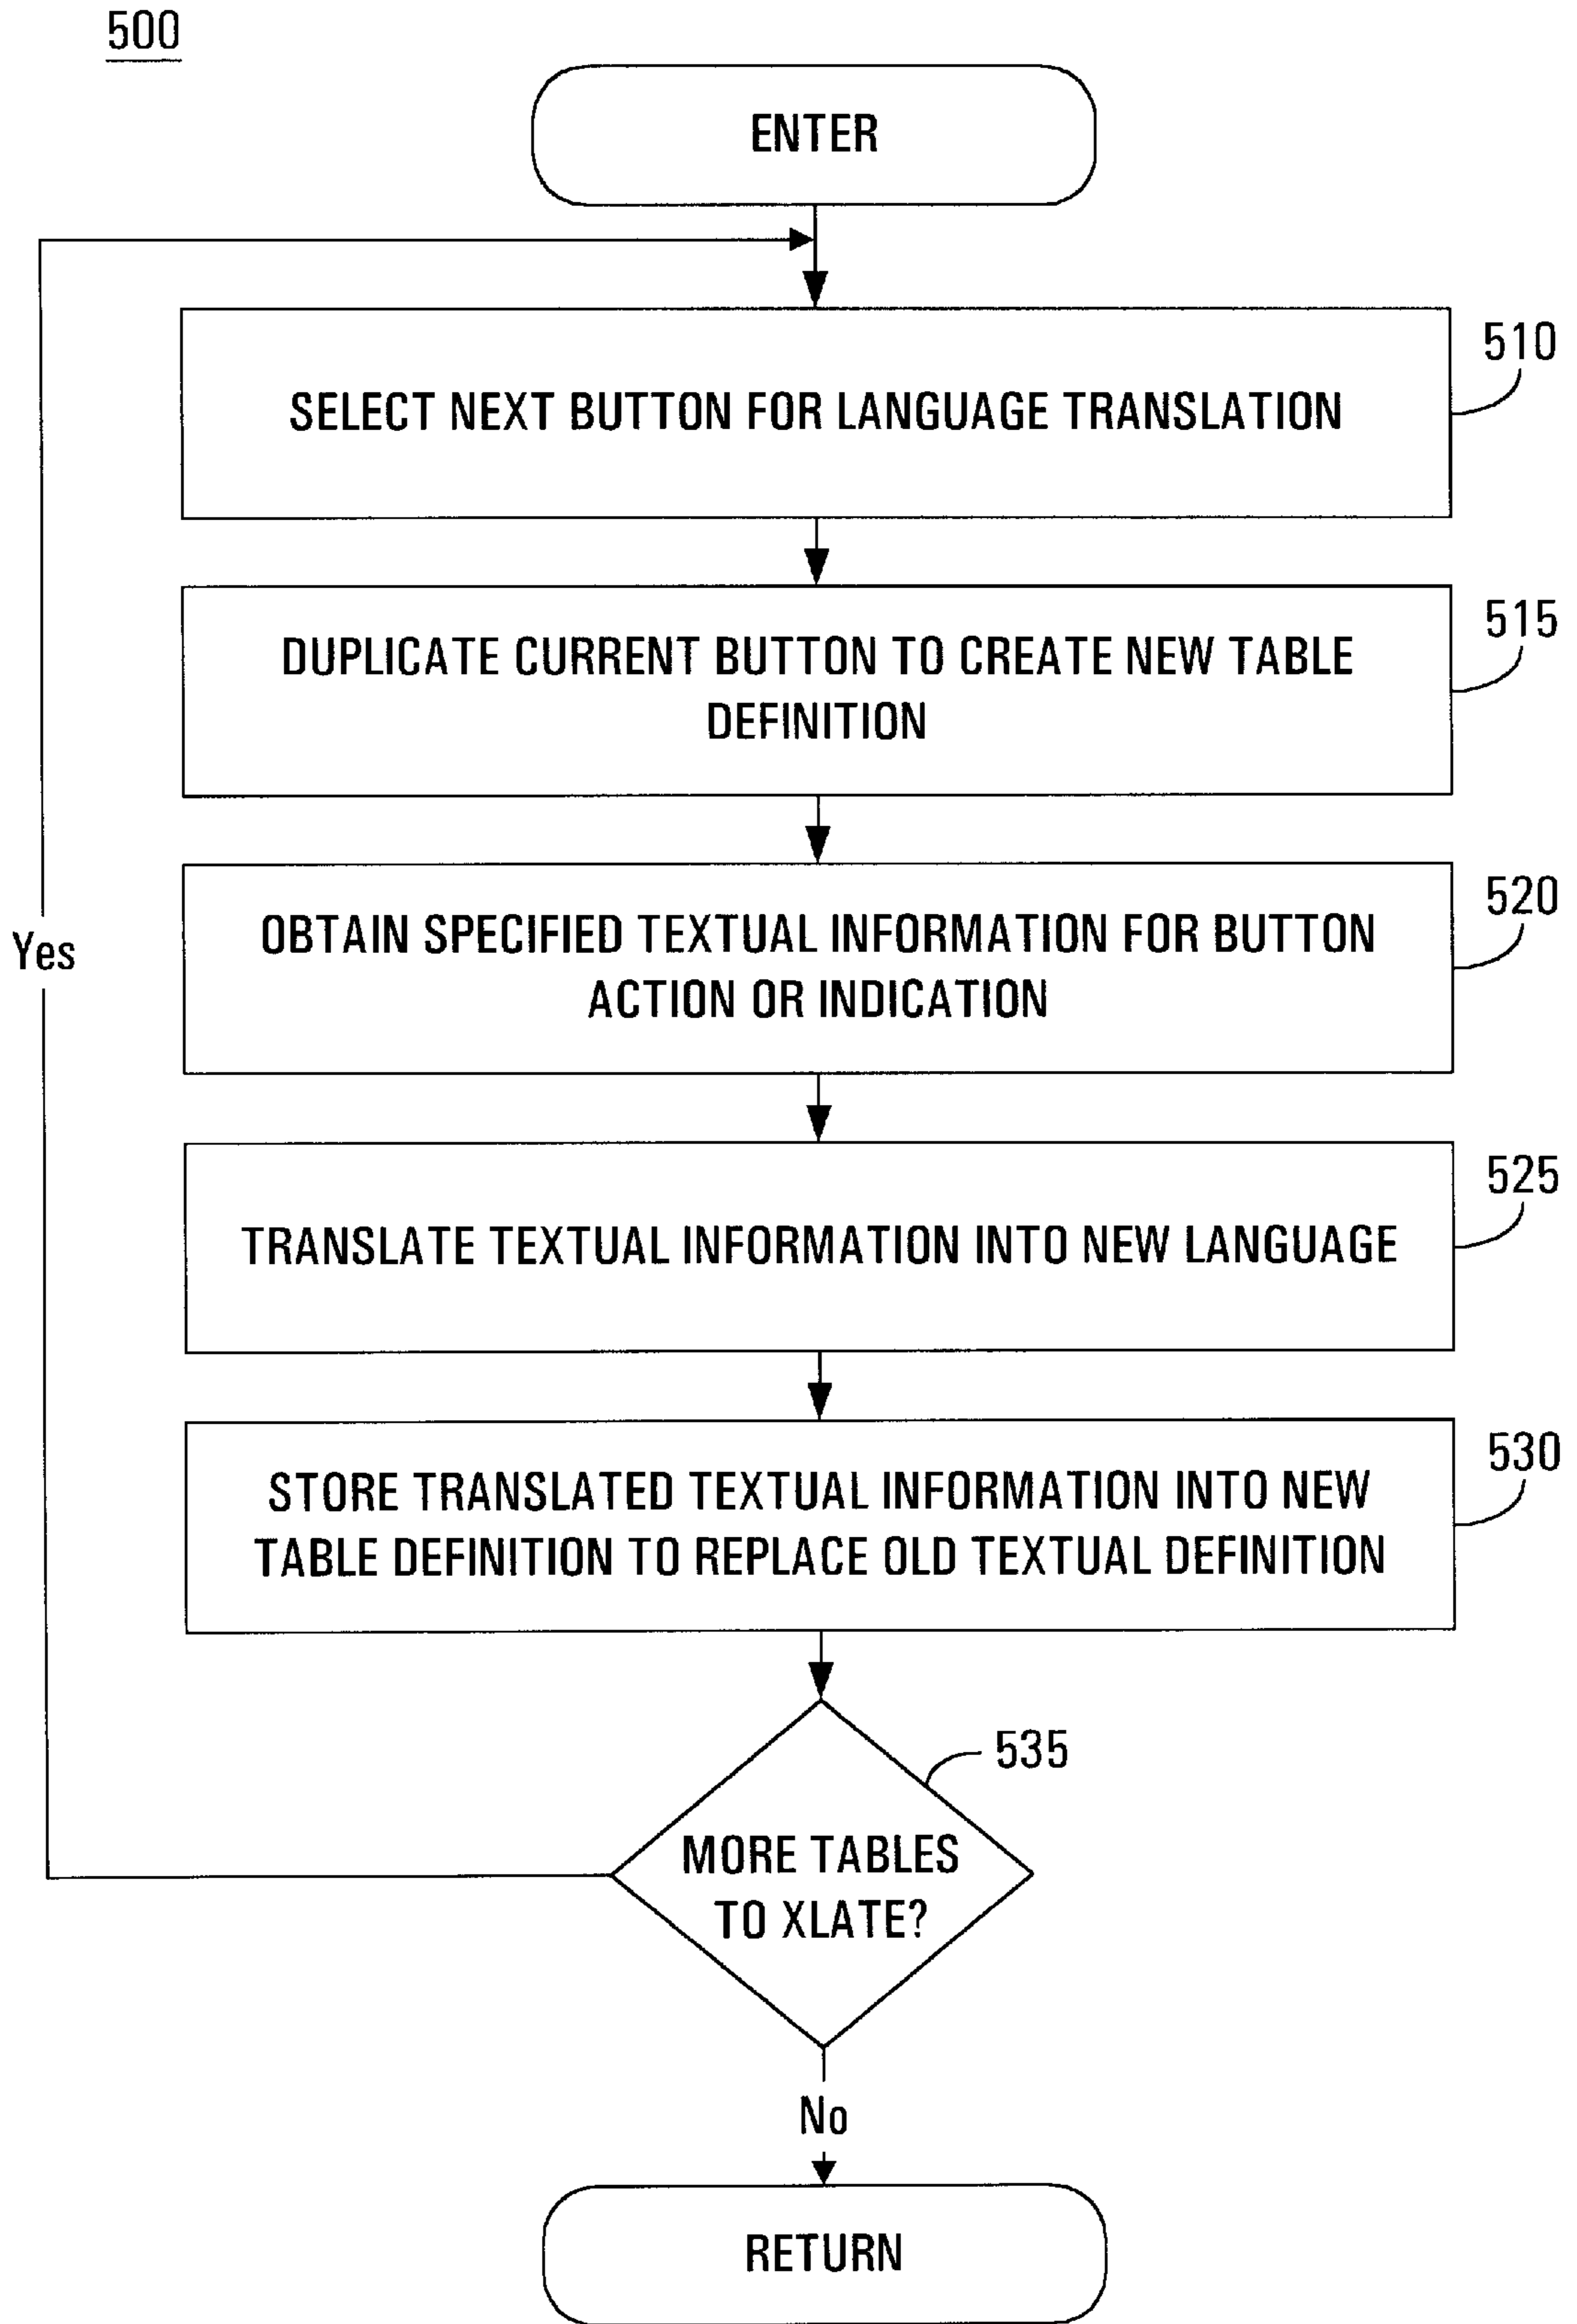 500
ENTER
510
SELECT NEXT BUTTON FOR LANGUAGE TRANSLATION
515
DUPLICATE CURRENT BUTTON TO CREATE NEW TABLE
DEFINITION
520
OBTAIN SPECIFIED TEXTUAL INFORMATION FOR BUTTON
ACTION OR INDICATION
Yes
525
TRANSLATE TEXTUAL INFORMATION INTO NEW LANGUAGE
530
STORE TRANSLATED TEXTUAL INFORMATION INTO NEW
TABLE DEFINITION TO REPLACE OLD TEXTUAL DEFINITION
535
MORE TABLES
TO XLATE?
No
RETURN